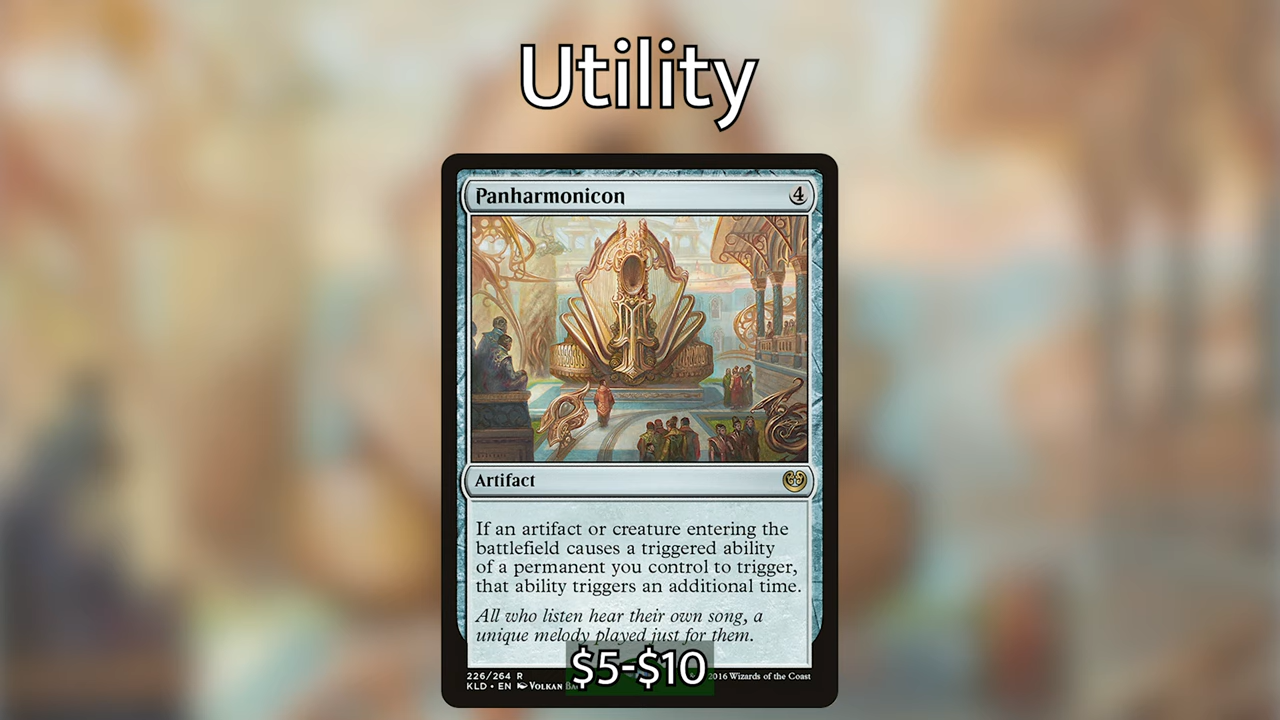 Utility
Panharmonicon 4
Artifact
If an artifact or creature entering the
battlefield causes a triggered ability
of a permanent you control to trigger,
that ability triggers an additional time.
All who listen hear their own song, a
unique melody played just for them.
$5-$10
226/264 R
KLD • EN VOLKAN 2016 Wizards of the Coast